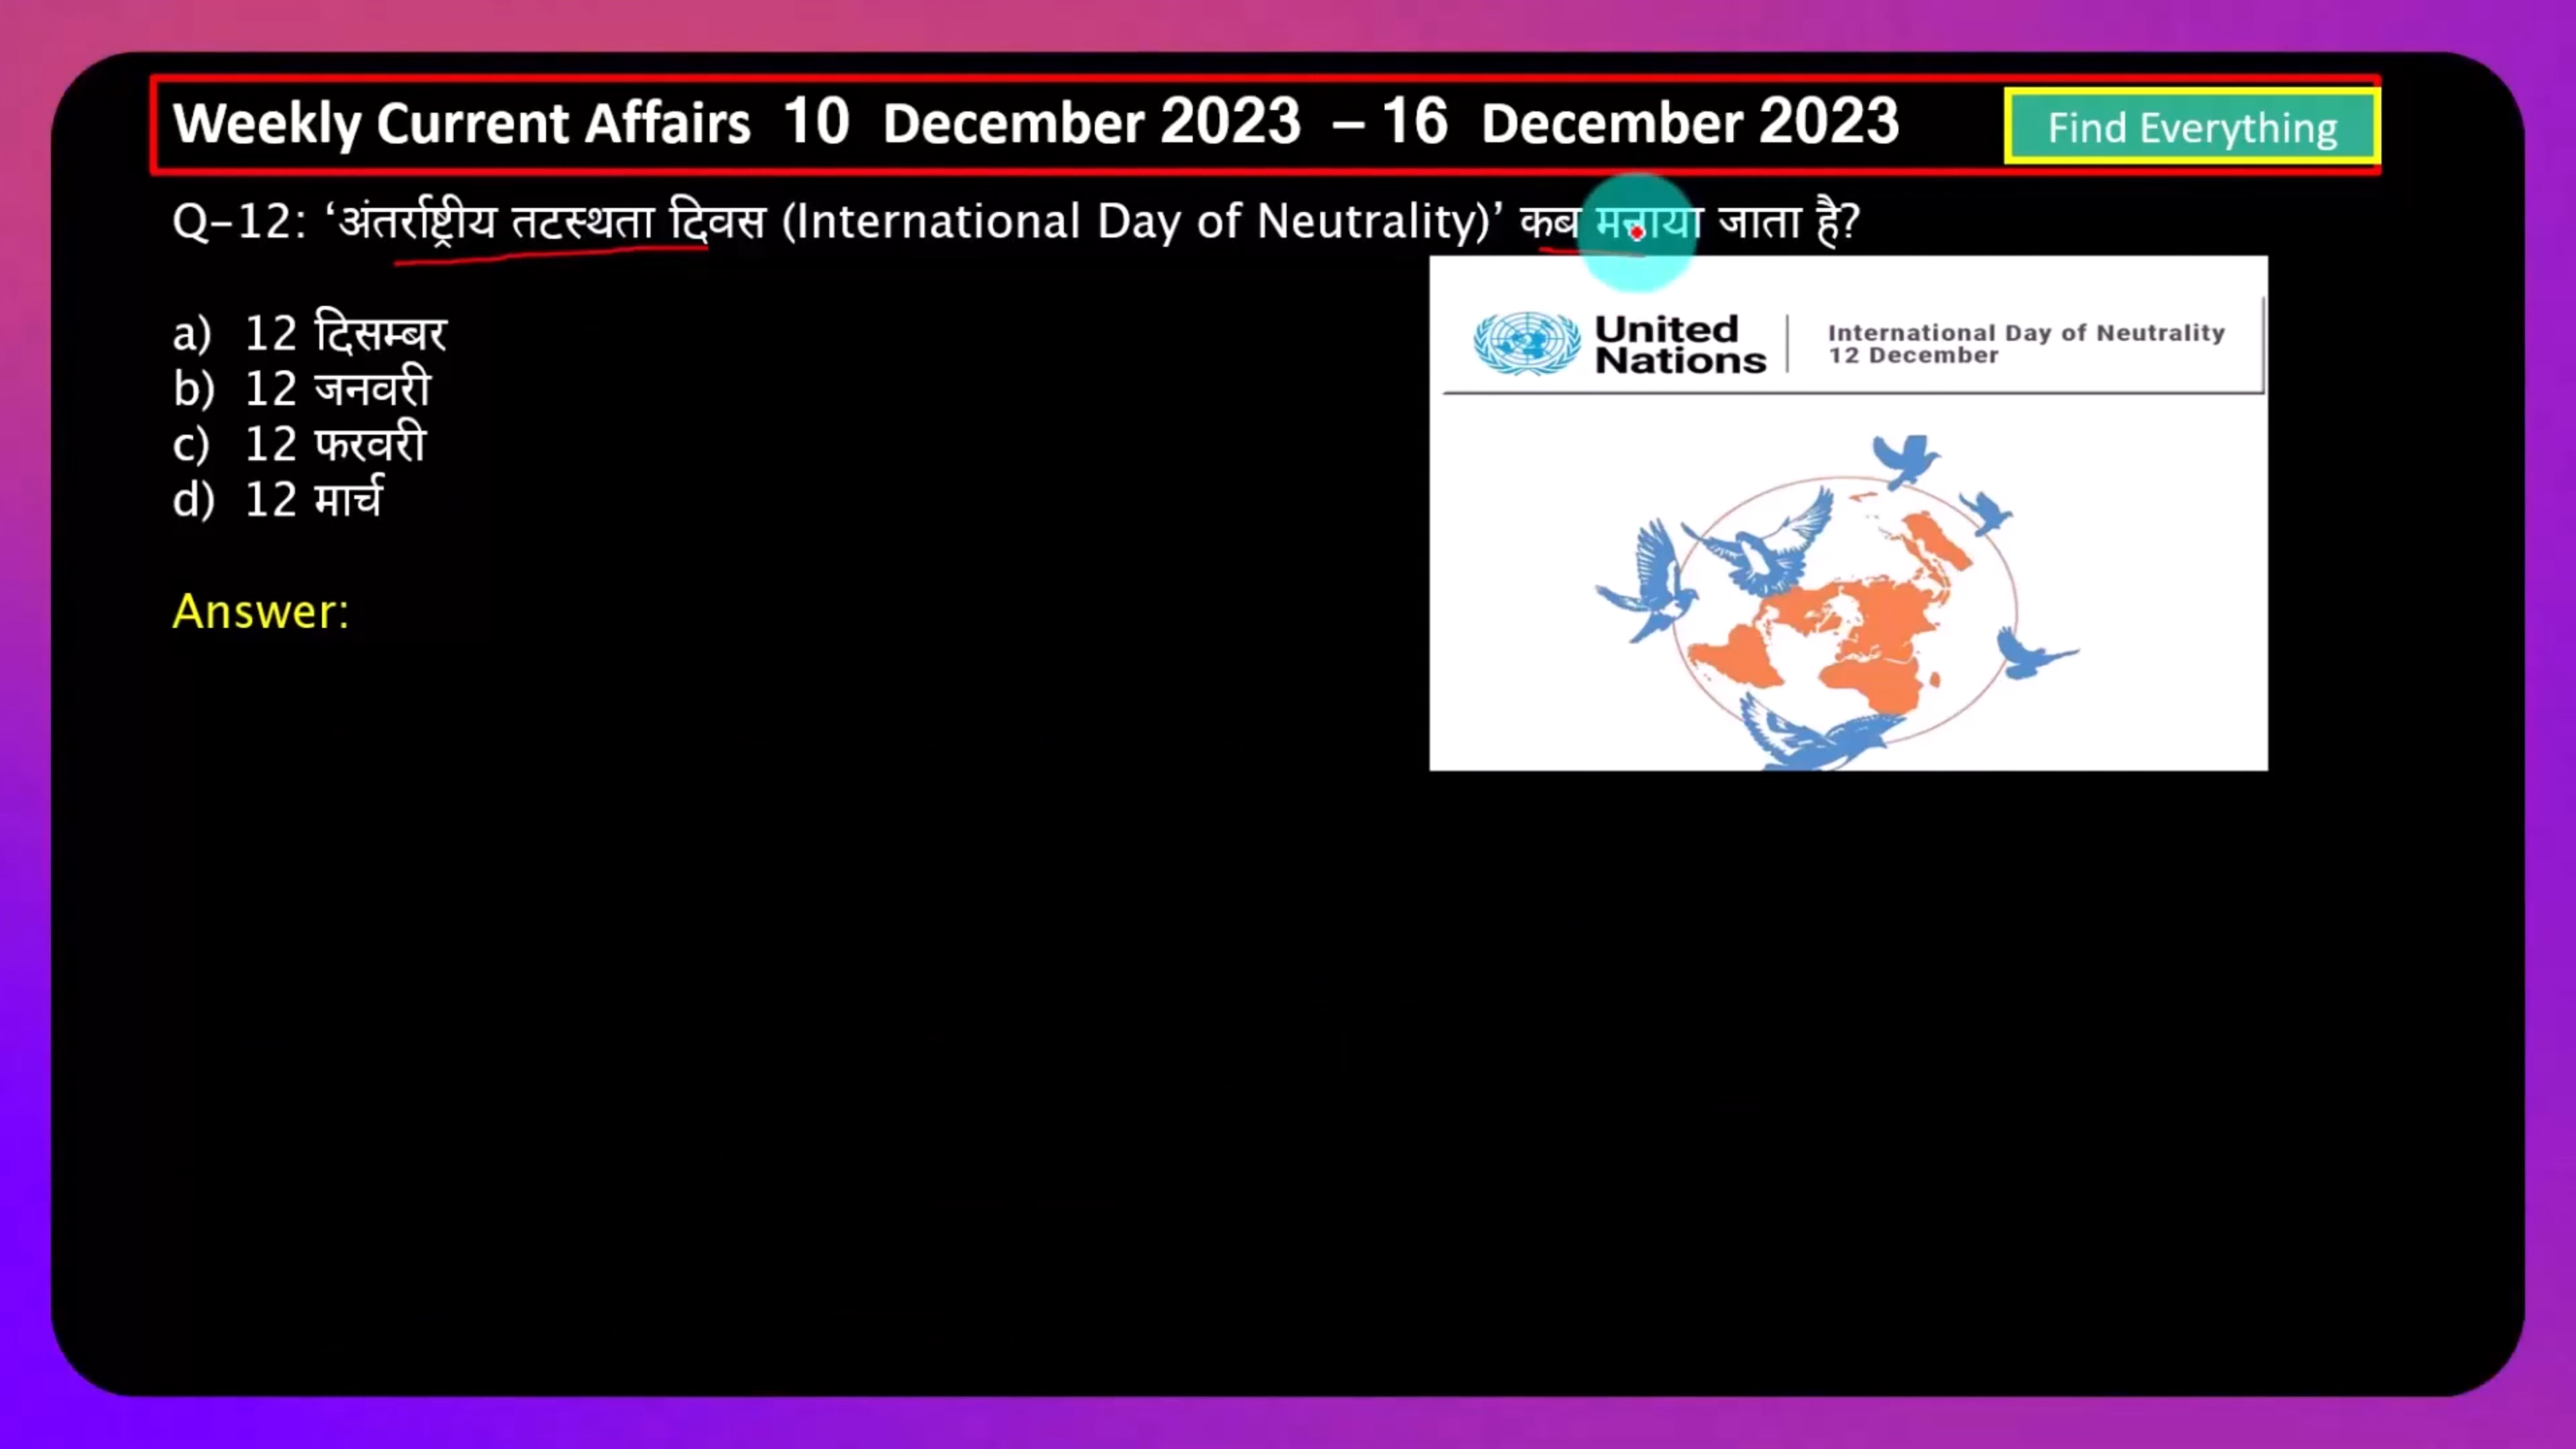 Weekly Current Affairs 10 December 2023 – 16 December 2023
Find Everything
Q-12: ‘अंतर्राष्ट्रीय तटस्थता दिवस (International Day of Neutrality)’ कब मनाया जाता है?
a) 12 दिसम्बर
b) 12 जनवरी
c) 12 फरवरी
d) 12 मार्च
Answer:
United
Nations
International Day of Neutrality
12 December